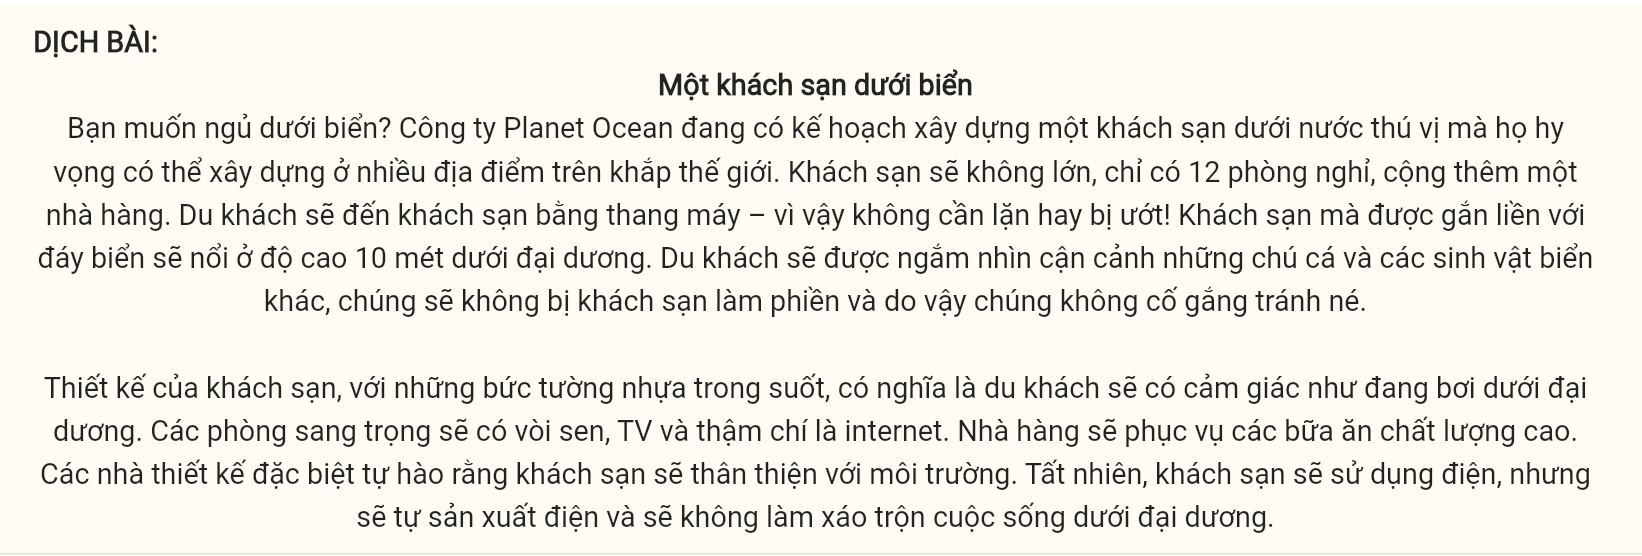 DỊCH BÀI:
Một khách sạn dưới biển
Bạn muốn ngủ dưới biển? Công ty Planet Ocean đang có kế hoạch xây dựng một khách sạn dưới nước thú vị mà họ hy
vọng có thể xây dựng ở nhiều địa điểm trên khắp thế giới. Khách sạn sẽ không lớn, chỉ có 12 phòng nghỉ, cộng thêm một
nhà hàng. Du khách sẽ đến khách sạn bằng thang máy – vì vậy không cần lặn hay bị ướt! Khách sạn mà được gắn liền với
đáy biển sẽ nổi ở độ cao 10 mét dưới đại dương. Du khách sẽ được ngắm nhìn cận cảnh những chú cá và các sinh vật biển
khác, chúng sẽ không bị khách sạn làm phiền và do vậy chúng không cố gắng tránh né.
Thiết kế của khách sạn, với những bức tường nhựa trong suốt, có nghĩa là du khách sẽ có cảm giác như đang bơi dưới đại
dương. Các phòng sang trọng sẽ có vòi sen, TV và thậm chí là internet. Nhà hàng sẽ phục vụ các bữa ăn chất lượng cao.
Các nhà thiết kế đặc biệt tự hào rằng khách sạn sẽ thân thiện với môi trường. Tất nhiên, khách sạn sẽ sử dụng điện, nhưng
sẽ tự sản xuất điện và sẽ không làm xáo trộn cuộc sống dưới đại dương.